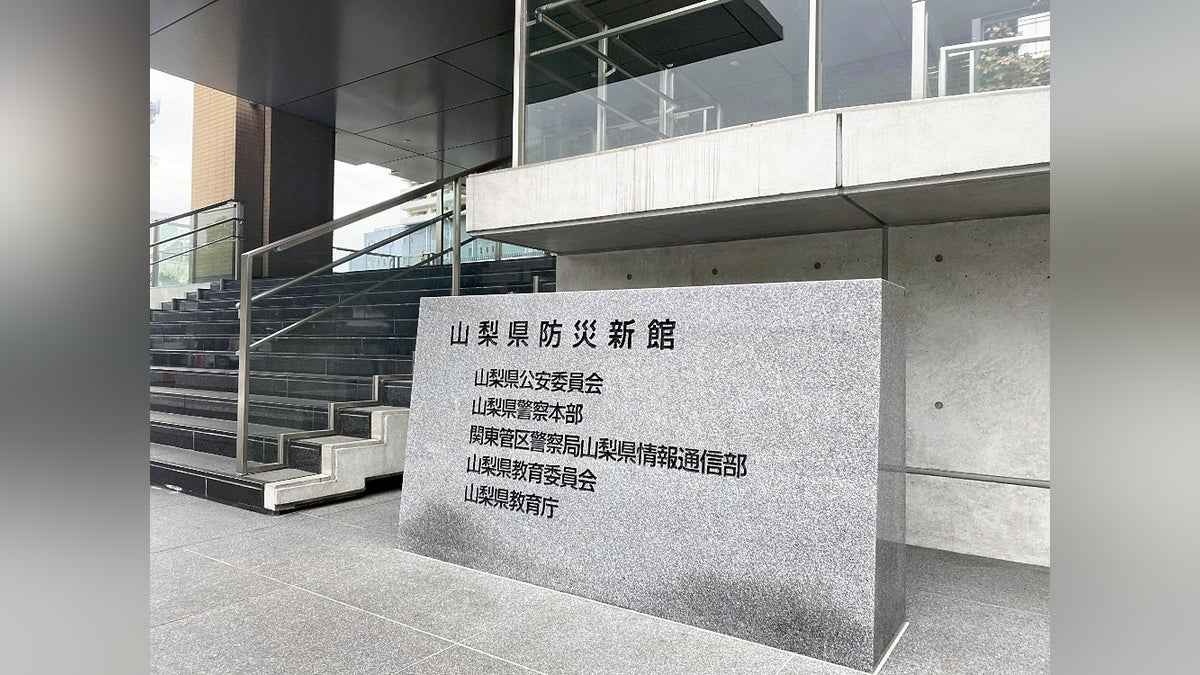 山梨県防災新館
山梨県公安委員会
山梨県警察本部
関東管区警察局山梨県情報通信部
山梨県教育委員会
山梨県教育庁